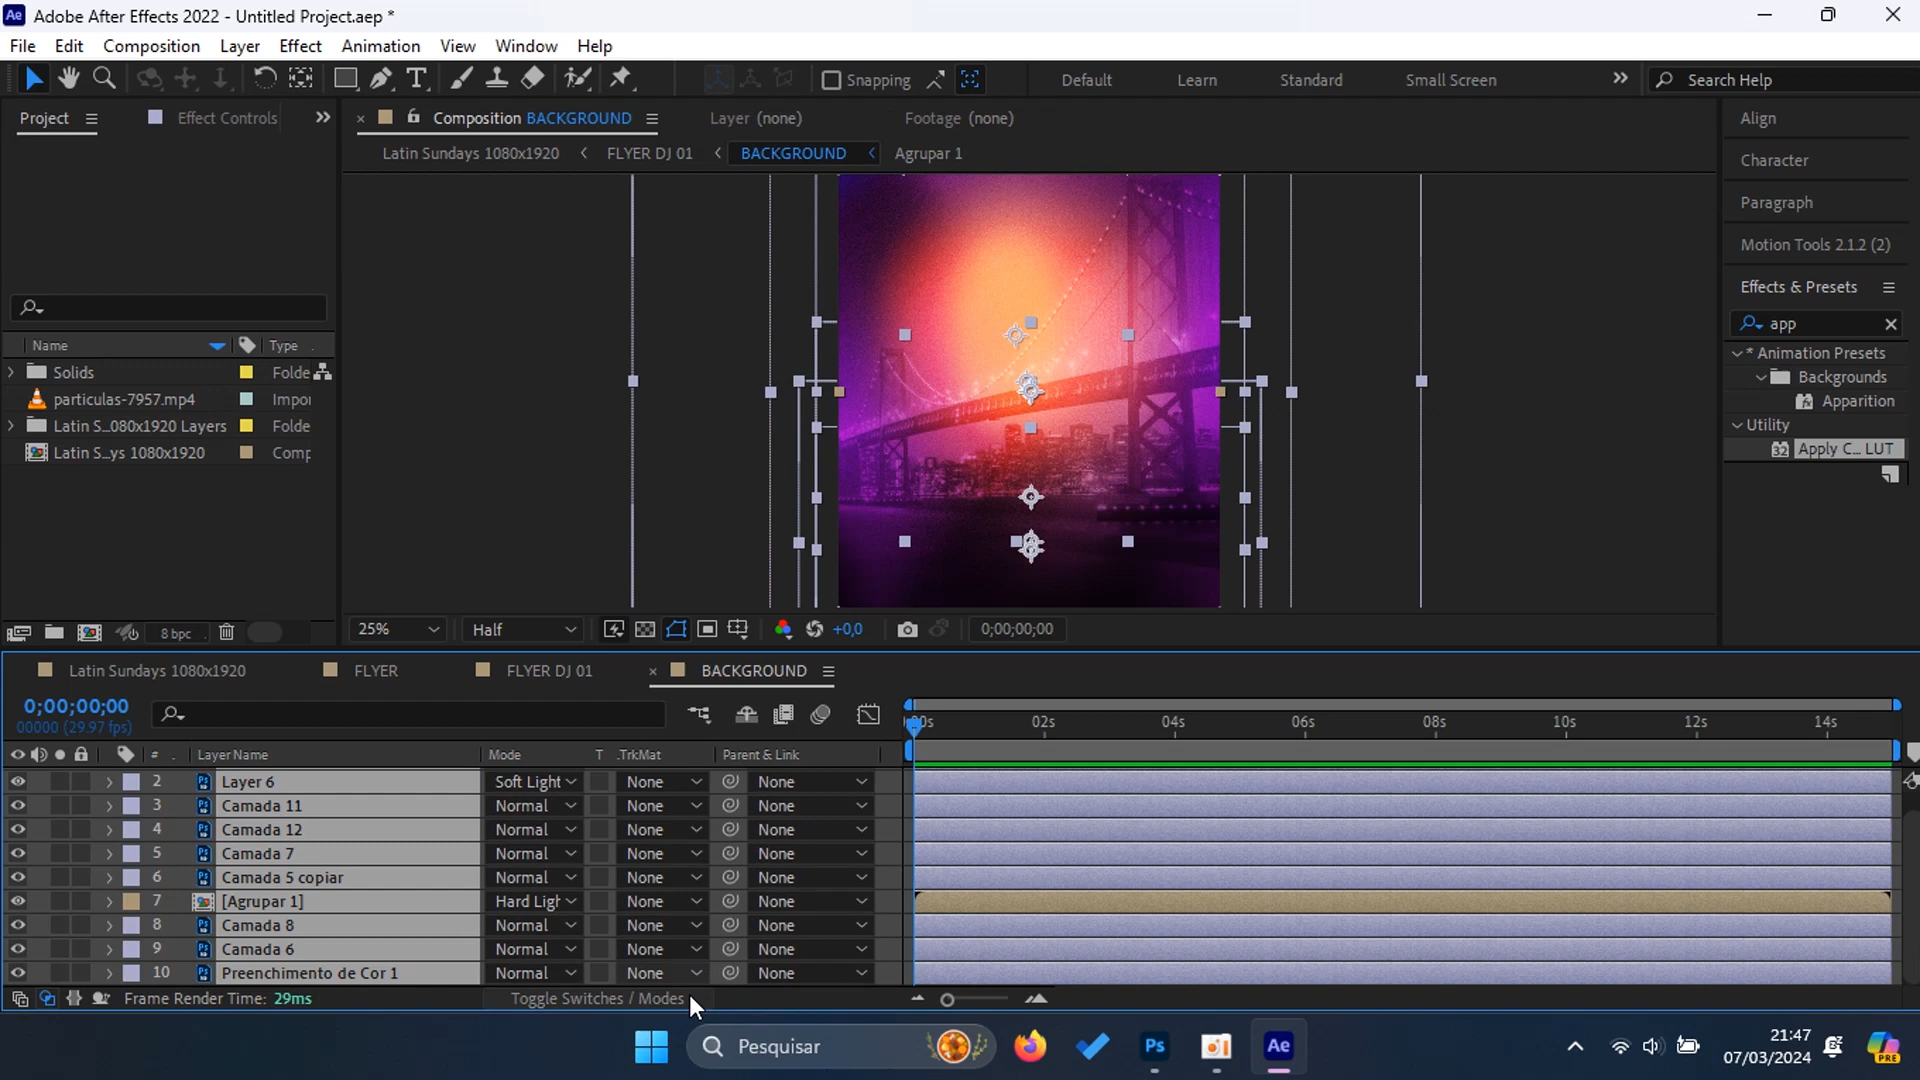 Ae Adobe After Effects 2022 - Untitled Project.aep *
File Edit Composition Layer Effect Animation View Window Help
Snapping Default Learn Standard Small Screen Search Help
Project Effect Controls
Composition BACKGROUND Layer (none) Footage (none)
Latin Sundays 1080x1920 FLYER DJ 01 BACKGROUND Agrupar 1
Name Type
Solids Folde
particulas-7957.mp4 Impor
Latin S...080x1920 Layers Folde
Latin S...ys 1080x1920 Comp
8 bpc
25% Half +0,0 0;00;00;00
Align
Character
Paragraph
Motion Tools 2.1.2 (2)
Effects & Presets
app
* Animation Presets
Backgrounds
Apparition
Utility
32 Apply C... LUT
Latin Sundays 1080x1920 FLYER FLYER DJ 01 BACKGROUND
0;00;00;00
00000 (29.97 fps)
02s 04s 06s 08s 10s 12s 14s
# Layer Name Mode T .TrkMat Parent & Link
2 Layer 6 Soft Light None None
3 Camada 11 Normal None None
4 Camada 12 Normal None None
5 Camada 7 Normal None None
6 Camada 5 copiar Normal None None
7 [Agrupar 1] Hard Ligh None None
8 Camada 8 Normal None None
9 Camada 6 Normal None None
10 Preenchimento de Cor 1 Normal None None
Frame Render Time: 29ms Toggle Switches / Modes
Pesquisar Ps Ae
21:47
07/03/2024
PRE